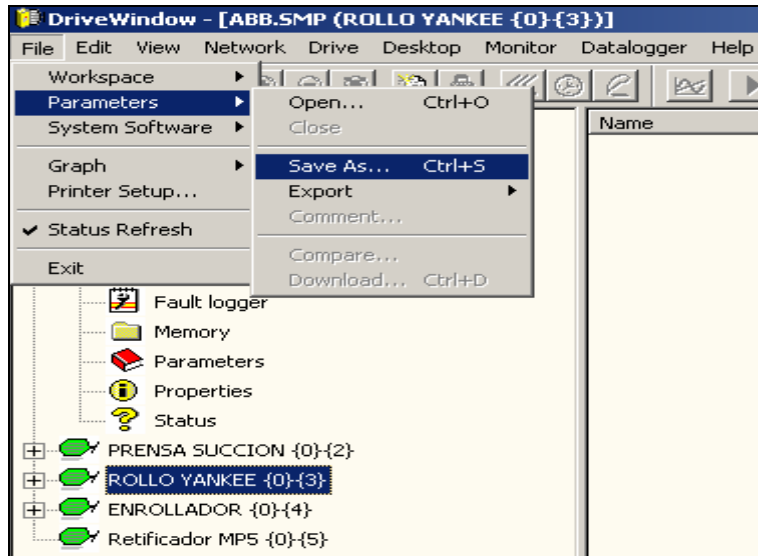 DriveWindow - [ABB.SMP (ROLLO YANKEE {0}{3})]
File Edit View Network Drive Desktop Monitor Datalogger Help
Workspace
Parameters
System Software
Graph
Printer Setup...
Status Refresh
Exit
Open... Ctrl+O
Close
Save As... Ctrl+S
Export
Comment...
Compare...
Download... Ctrl+D
Name
Fault logger
Memory
Parameters
Properties
Status
PRENSA SUCCION {0}{2}
ROLLO YANKEE {0}{3}
ENROLLADOR {0}{4}
Retificador MP5 {0}{5}